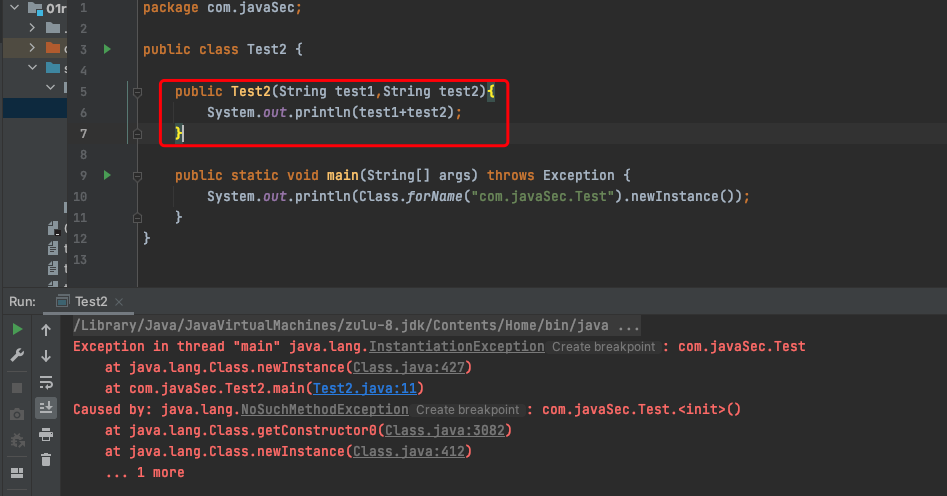 01r
1 package com.javaSec;
2
3 public class Test2 {
4
5 public Test2(String test1,String test2){
6 System.out.println(test1+test2);
7 }
8
9 public static void main(String[] args) throws Exception {
10 System.out.println(Class.forName("com.javaSec.Test").newInstance());
11 }
12 }
13
Run: Test2
/Library/Java/JavaVirtualMachines/zulu-8.jdk/Contents/Home/bin/java ...
Exception in thread "main" java.lang.InstantiationException Create breakpoint : com.javaSec.Test
at java.lang.Class.newInstance(Class.java:427)
at com.javaSec.Test2.main(Test2.java:11)
Caused by: java.lang.NoSuchMethodException Create breakpoint : com.javaSec.Test.<init>()
at java.lang.Class.getConstructor0(Class.java:3082)
at java.lang.Class.newInstance(Class.java:412)
... 1 more